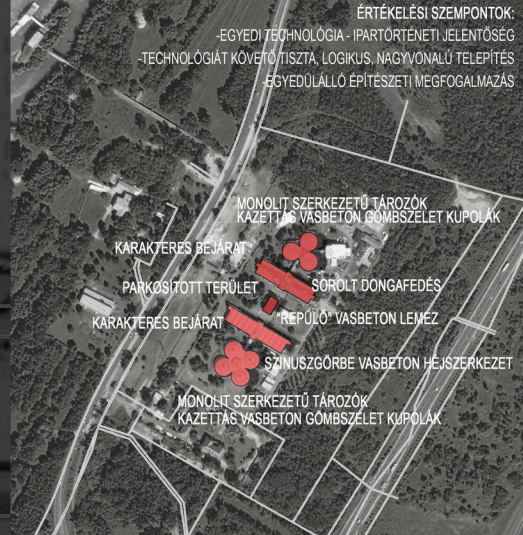 ÉRTÉKELÉSI SZEMPONTOK:
-EGYEDI TECHNOLÓGIA - IPARTÖRTÉNETI JELENTŐSÉG
-TECHNOLÓGIÁT KÖVETŐ TISZTA, LOGIKUS, NAGYVONALÚ TELEPÍTÉS
-EGYEDÜLÁLLÓ ÉPÍTÉSZETI MEGFOGALMAZÁS
MONOLIT SZERKEZETŰ TÁROZÓK
KAZETTÁS VASBETON GÖMBSZELET KUPOLÁK
KARAKTERES BEJÁRAT
PARKOSÍTOTT TERÜLET
SOROLT DONGAFEDÉS
KARAKTERES BEJÁRAT
"REPÜLŐ" VASBETON LEMEZ
SZINUSZGÖRBE VASBETON HÉJSZERKEZET
MONOLIT SZERKEZETŰ TÁROZÓK
KAZETTÁS VASBETON GÖMBSZELET KUPOLÁK